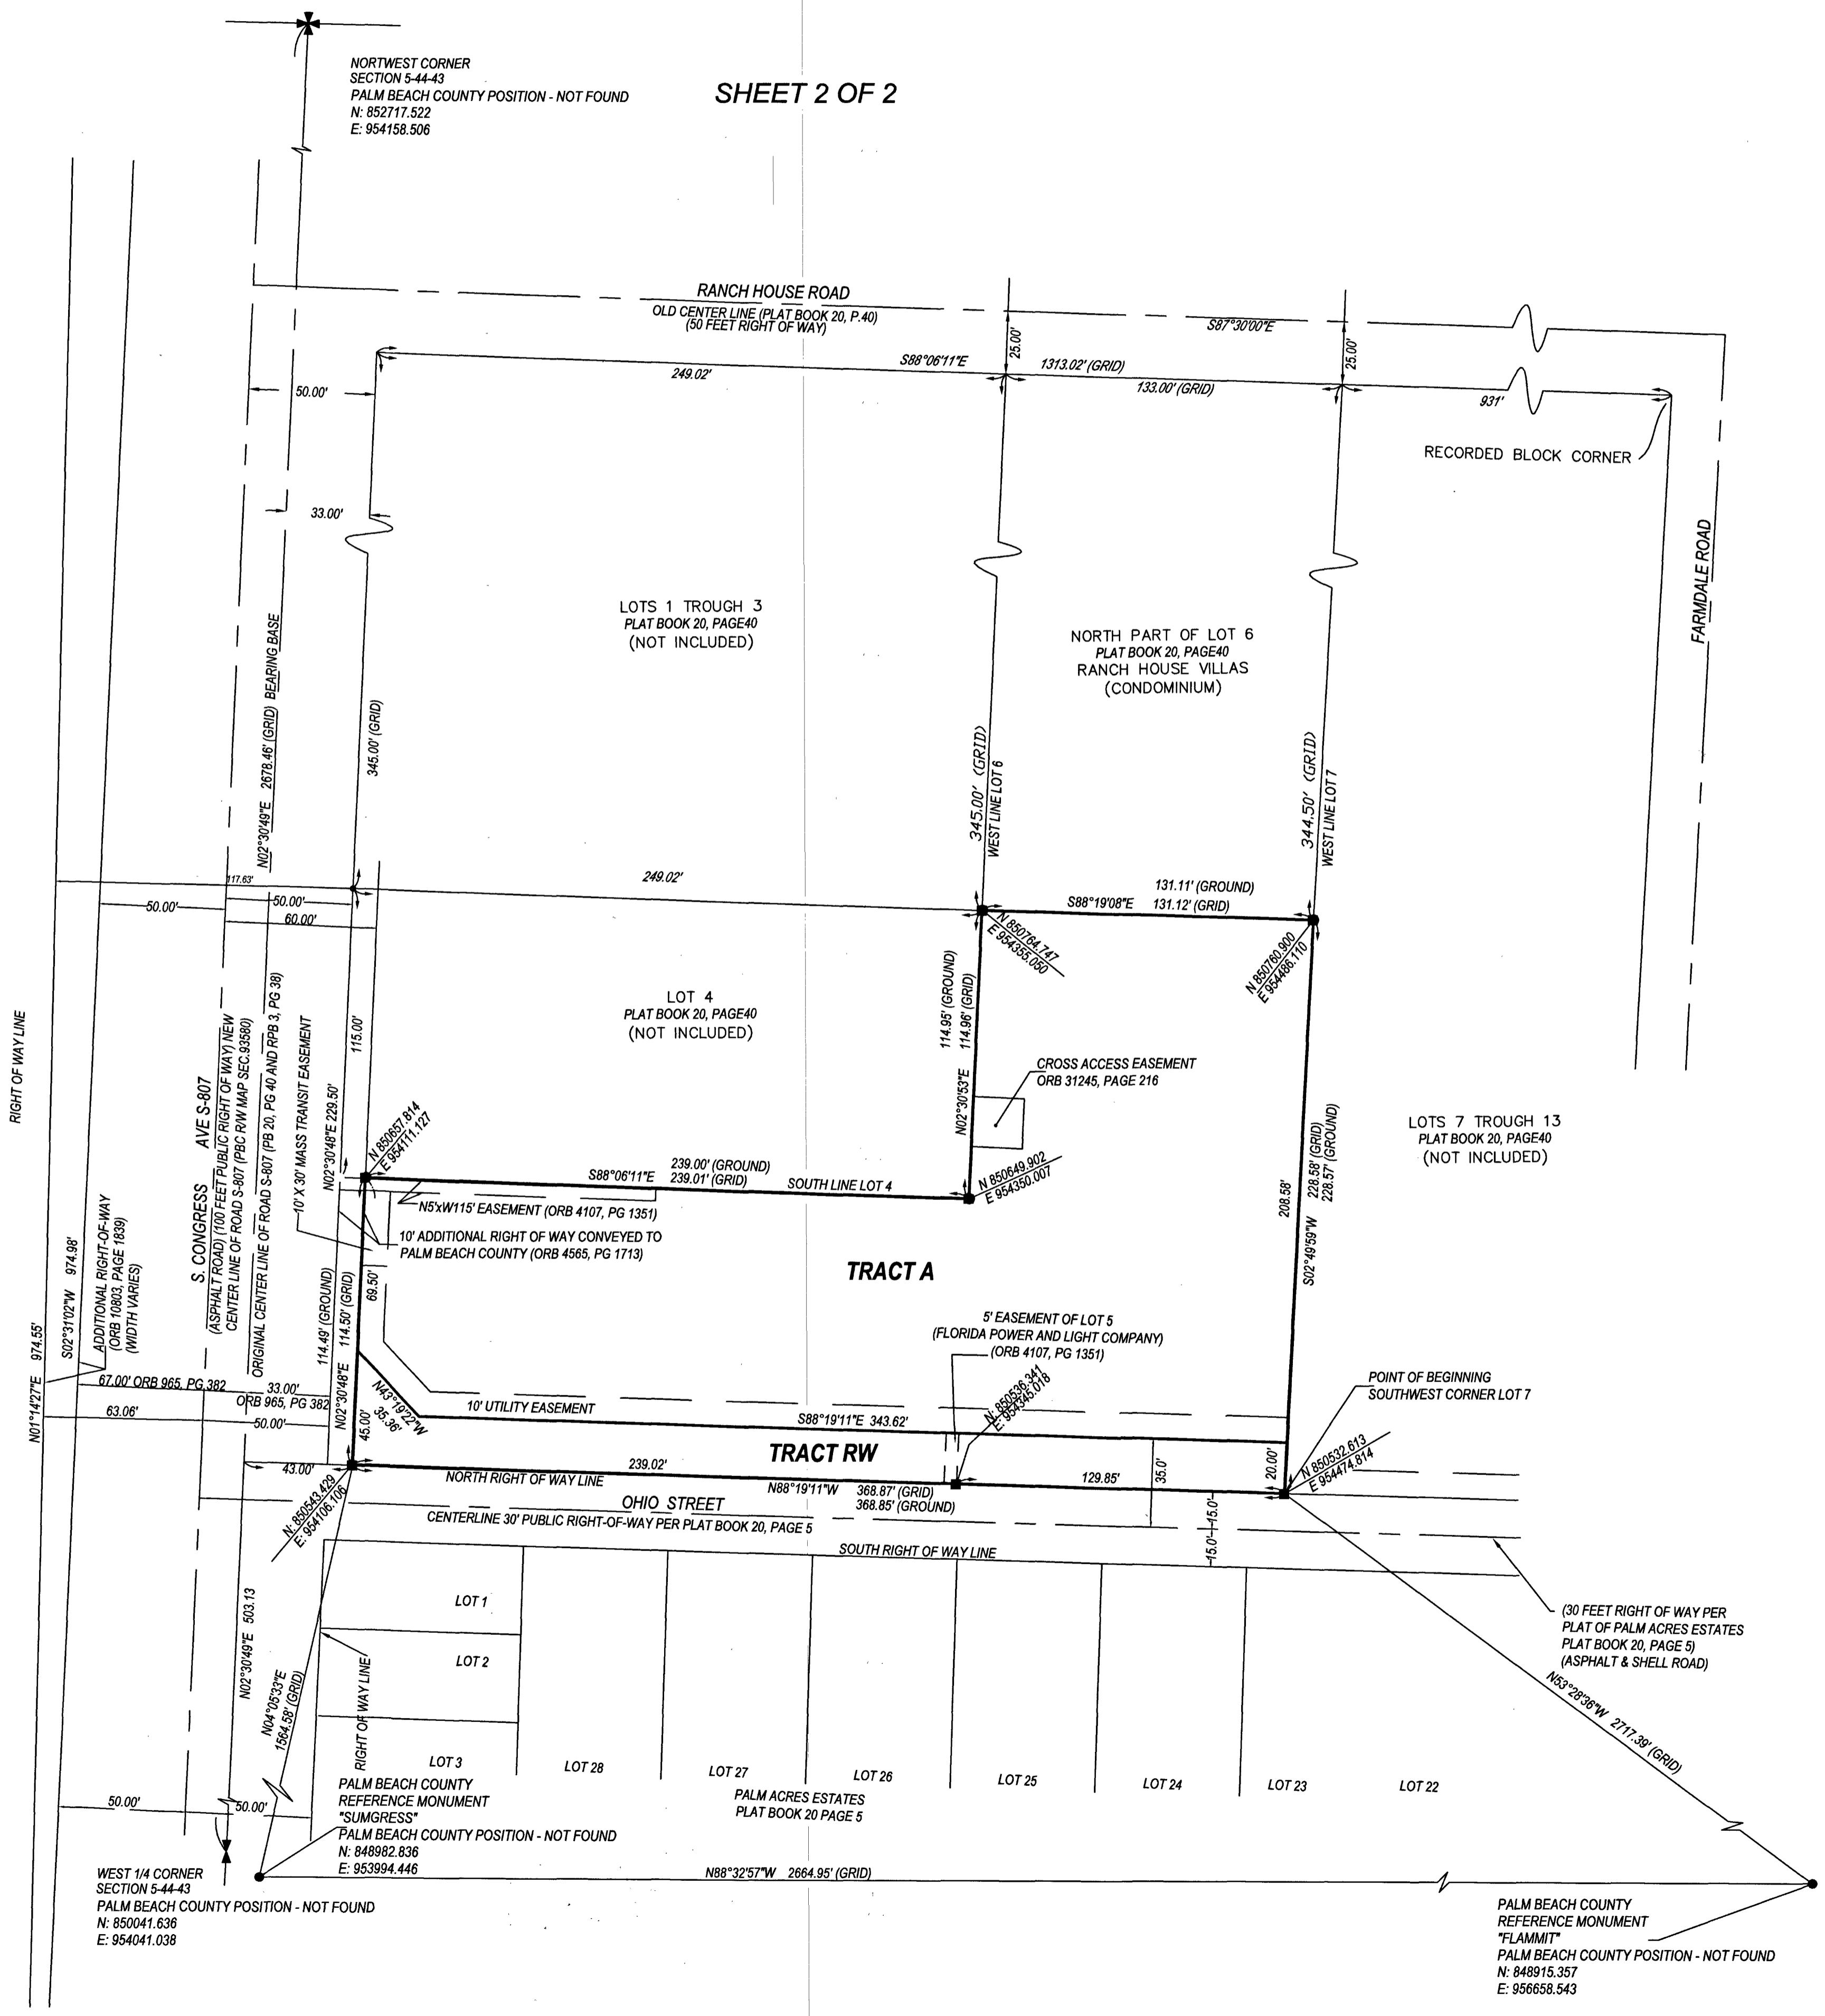 NORTWEST CORNER
SECTION 5-44-43
PALM BEACH COUNTY POSITION - NOT FOUND
N: 852717.522
E: 954158.506
SHEET 2 OF 2
RANCH HOUSE ROAD
OLD CENTER LINE (PLAT BOOK 20, P.40)
(50 FEET RIGHT OF WAY)
S87°30'00"E
25.00'
25.00'
S88°06'11"E 1313.02' (GRID)
249.02'
133.00' (GRID)
931'
50.00'
33.00'
RECORDED BLOCK CORNER
FARMDALE ROAD
LOTS 1 TROUGH 3
PLAT BOOK 20, PAGE40
(NOT INCLUDED)
NORTH PART OF LOT 6
PLAT BOOK 20, PAGE40
RANCH HOUSE VILLAS
(CONDOMINIUM)
N02°30'49"E 2678.46' (GRID) BEARING BASE
345.00' (GRID)
345.00' (GRID)
WEST LINE LOT 6
344.50' (GRID)
WEST LINE LOT 7
117.63'
249.02'
50.00'
50.00'
60.00'
131.11' (GROUND)
S88°19'08"E 131.12' (GRID)
N 850764.747
E 954355.050
N 850760.900
E 954486.110
LOT 4
PLAT BOOK 20, PAGE40
(NOT INCLUDED)
114.95' (GROUND)
114.96' (GRID)
N02°30'53"E
CROSS ACCESS EASEMENT
ORB 31245, PAGE 216
LOTS 7 TROUGH 13
PLAT BOOK 20, PAGE40
(NOT INCLUDED)
RIGHT OF WAY LINE
N01°14'27"E 974.55'
S02°31'02"W 974.98'
ADDITIONAL RIGHT-OF-WAY
(ORB 10803, PAGE 1839)
(WIDTH VARIES)
S. CONGRESS AVE S-807
(ASPHALT ROAD) (100 FEET PUBLIC RIGHT OF WAY) NEW
CENTER LINE OF ROAD S-807 (PBC R/W MAP SEC.93580)
ORIGINAL CENTER LINE OF ROAD S-807 (PB 20, PG 40 AND RPB 3, PG 38)
10' X 30' MASS TRANSIT EASEMENT
115.00'
N02°30'48"E 229.50'
N 850657.814
E 954111.127
239.00' (GROUND)
S88°06'11"E 239.01' (GRID)
SOUTH LINE LOT 4
N 850649.902
E 954350.007
N5'xW115' EASEMENT (ORB 4107, PG 1351)
10' ADDITIONAL RIGHT OF WAY CONVEYED TO
PALM BEACH COUNTY (ORB 4565, PG 1713)
TRACT A
69.50'
114.49' (GROUND)
N02°30'48"E 114.50' (GRID)
208.58'
S02°49'59"W 228.58' (GRID)
228.57' (GROUND)
5' EASEMENT OF LOT 5
(FLORIDA POWER AND LIGHT COMPANY)
(ORB 4107, PG 1351)
N: 850536.341
E: 954345.018
POINT OF BEGINNING
SOUTHWEST CORNER LOT 7
67.00' ORB 965, PG 382
33.00'
ORB 965, PG 382
63.06'
50.00'
N43°19'22"W
35.36'
45.00'
10' UTILITY EASEMENT
S88°19'11"E 343.62'
TRACT RW
43.00'
239.02'
129.85'
35.0'
20.00'
N 850532.613
E 954474.814
NORTH RIGHT OF WAY LINE
N88°19'11"W 368.87' (GRID)
368.85' (GROUND)
N: 850543.429
E: 954106.106
OHIO STREET
CENTERLINE 30' PUBLIC RIGHT-OF-WAY PER PLAT BOOK 20, PAGE 5
15.0'
15.0'
SOUTH RIGHT OF WAY LINE
(30 FEET RIGHT OF WAY PER
PLAT OF PALM ACRES ESTATES
PLAT BOOK 20, PAGE 5)
(ASPHALT & SHELL ROAD)
N02°30'49"E 503.13
N04°05'33"E
1564.58' (GRID)
RIGHT OF WAY LINE
LOT 1
LOT 2
LOT 3
LOT 28
LOT 27
LOT 26
LOT 25
LOT 24
LOT 23
LOT 22
PALM ACRES ESTATES
PLAT BOOK 20 PAGE 5
N53°28'36"W 2717.39' (GRID)
50.00'
50.00'
PALM BEACH COUNTY
REFERENCE MONUMENT
"SUMGRESS"
PALM BEACH COUNTY POSITION - NOT FOUND
N: 848982.836
E: 953994.446
N88°32'57"W 2664.95' (GRID)
WEST 1/4 CORNER
SECTION 5-44-43
PALM BEACH COUNTY POSITION - NOT FOUND
N: 850041.636
E: 954041.038
PALM BEACH COUNTY
REFERENCE MONUMENT
"FLAMMIT"
PALM BEACH COUNTY POSITION - NOT FOUND
N: 848915.357
E: 956658.543